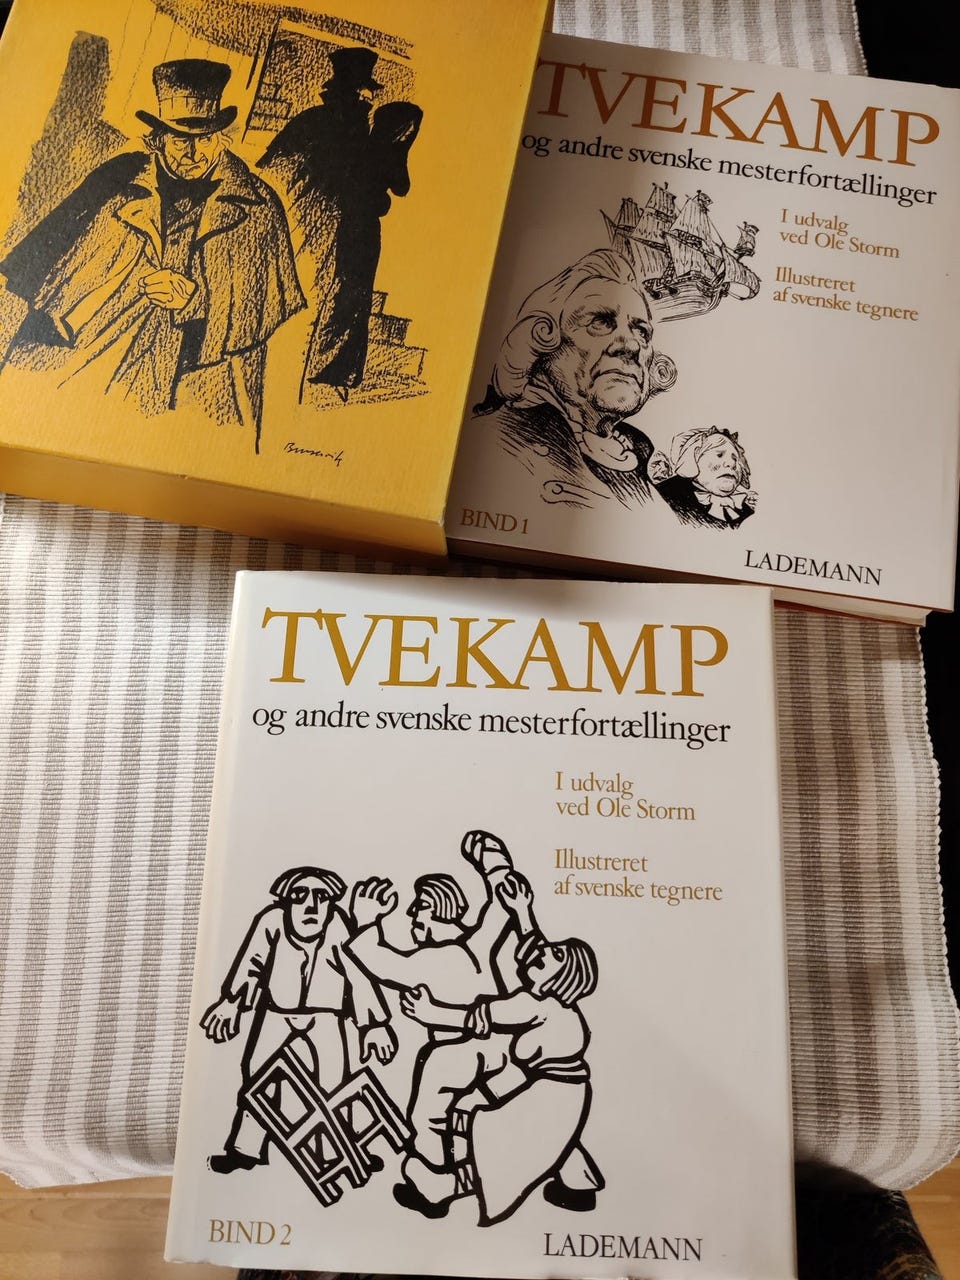 TVEKAMP
og andre svenske mesterfortællinger
I udvalg
ved Ole Storm
Illustreret
af svenske tegnere
BIND 1
LADEMANN
TVEKAMP
og andre svenske mesterfortællinger
I udvalg
ved Ole Storm
Illustreret
af svenske tegnere
BIND 2
LADEMANN